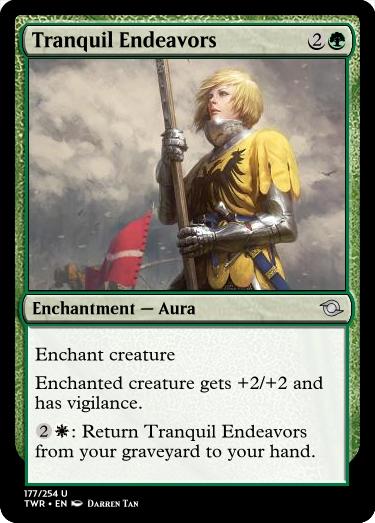 Tranquil Endeavors 2
Enchantment — Aura
Enchant creature
Enchanted creature gets +2/+2 and
has vigilance.
2 : Return Tranquil Endeavors
from your graveyard to your hand.
177/254 U
TWR • EN Darren Tan